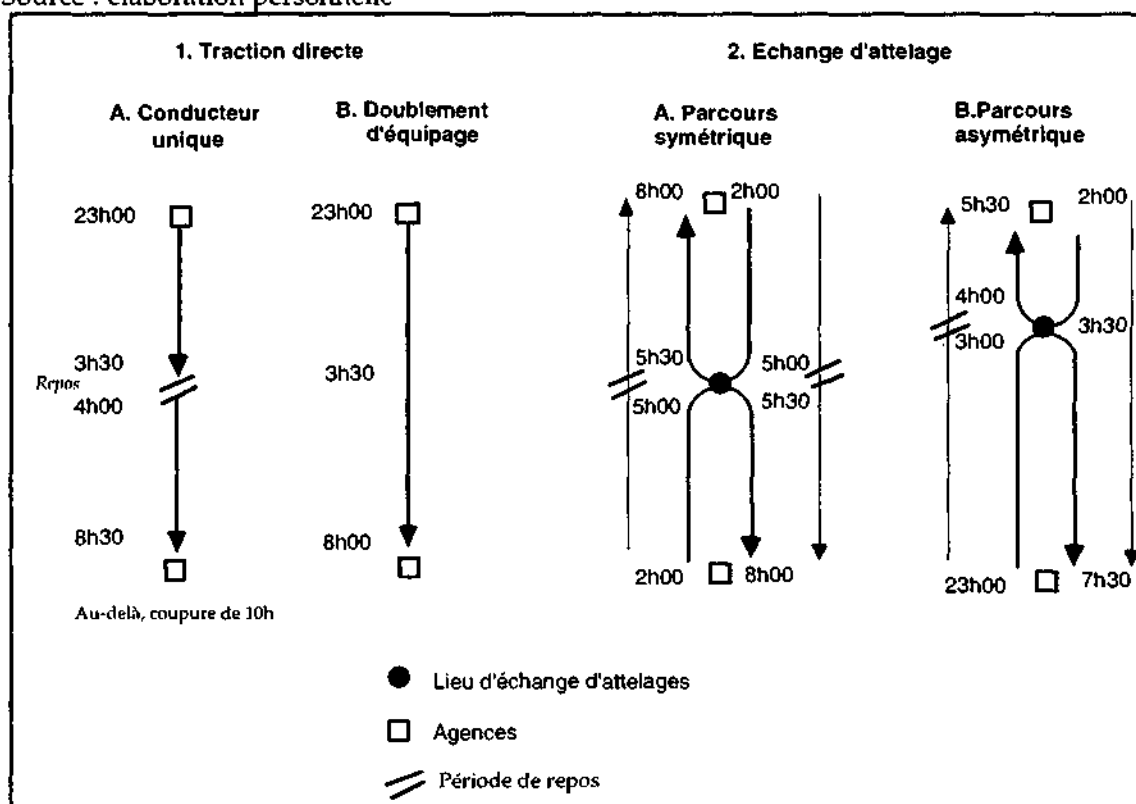 Source : élaboration personnelle
1. Traction directe
2. Echange d'attelage
A. Conducteur
unique
B. Doublement
d'équipage
A. Parcours
symétrique
B.Parcours
asymétrique
23h00
3h30
Repos
4h00
8h30
Au-delà, coupure de 10h
23h00
3h30
8h00
8h00
2h00
5h30
5h00
5h00
5h30
2h00
8h00
5h30
2h00
4h00
3h00
3h30
23h00
7h30
Lieu d'échange d'attelages
Agences
Période de repos